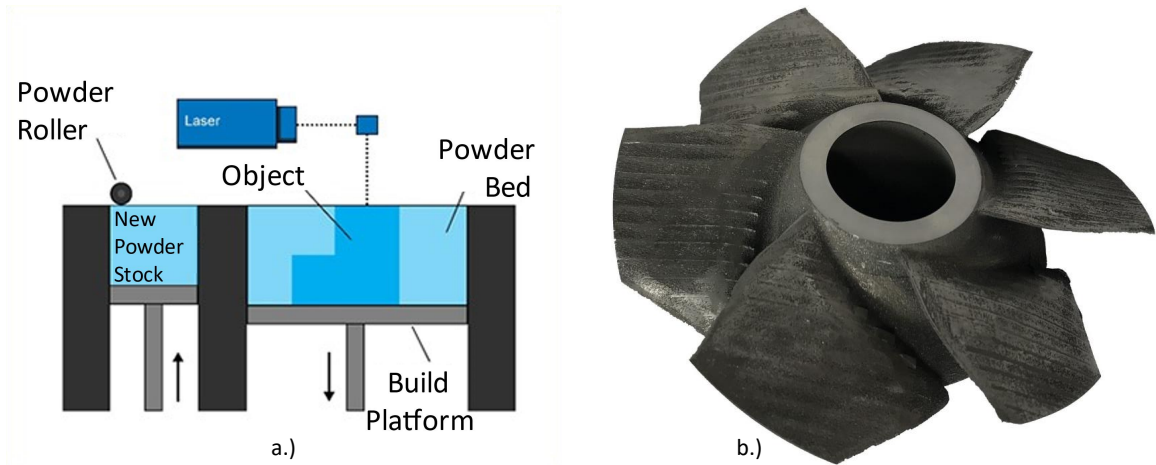 Powder
Roller
Laser
Object
Powder
Bed
New
Powder
Stock
Build
Platform
a.)
b.)